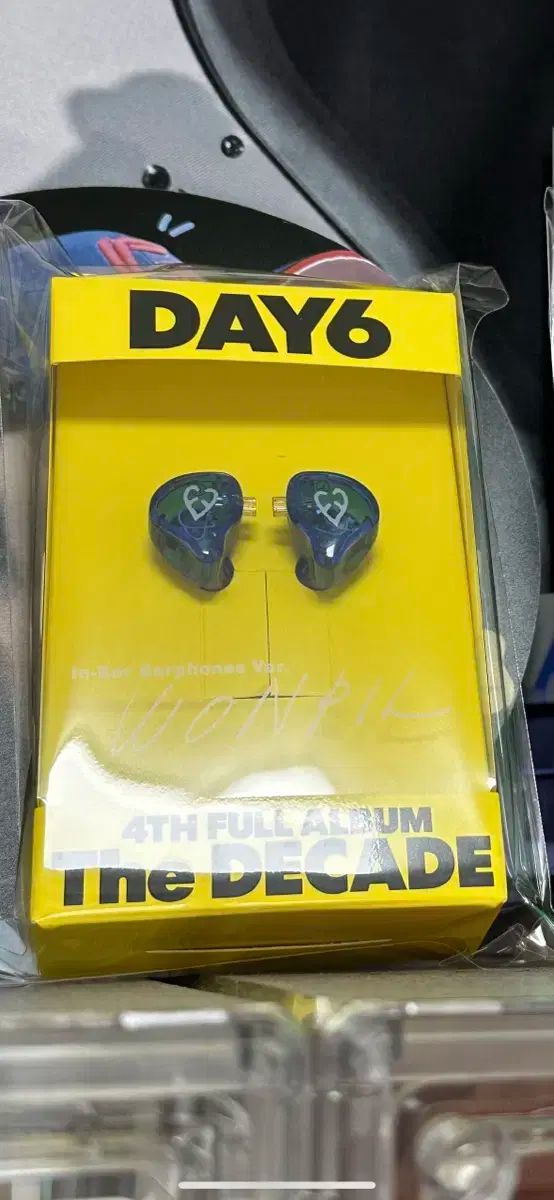 DAY6
In-Ear Earphones Ver.
WONPIL
4TH FULL ALBUM
The DECADE